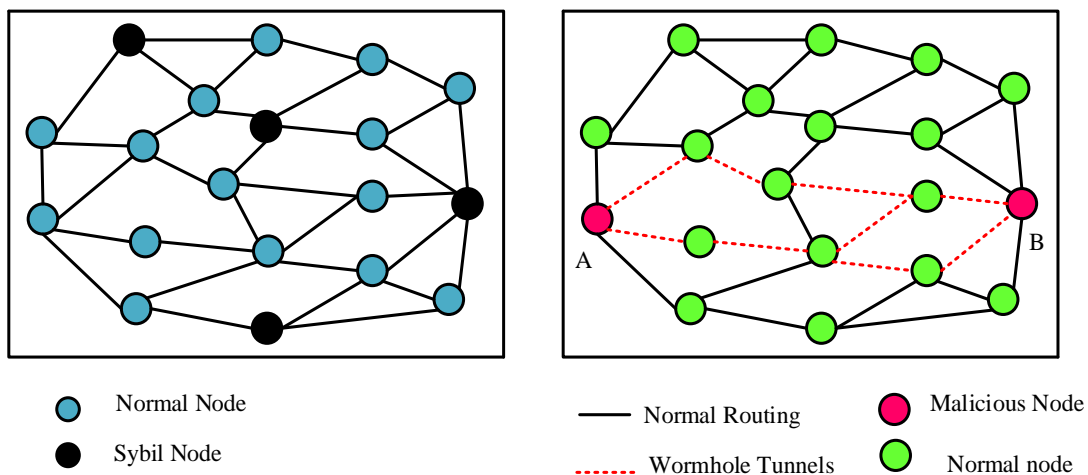 A
B
Normal Node
Sybil Node
Normal Routing
Wormhole Tunnels
Malicious Node
Normal node